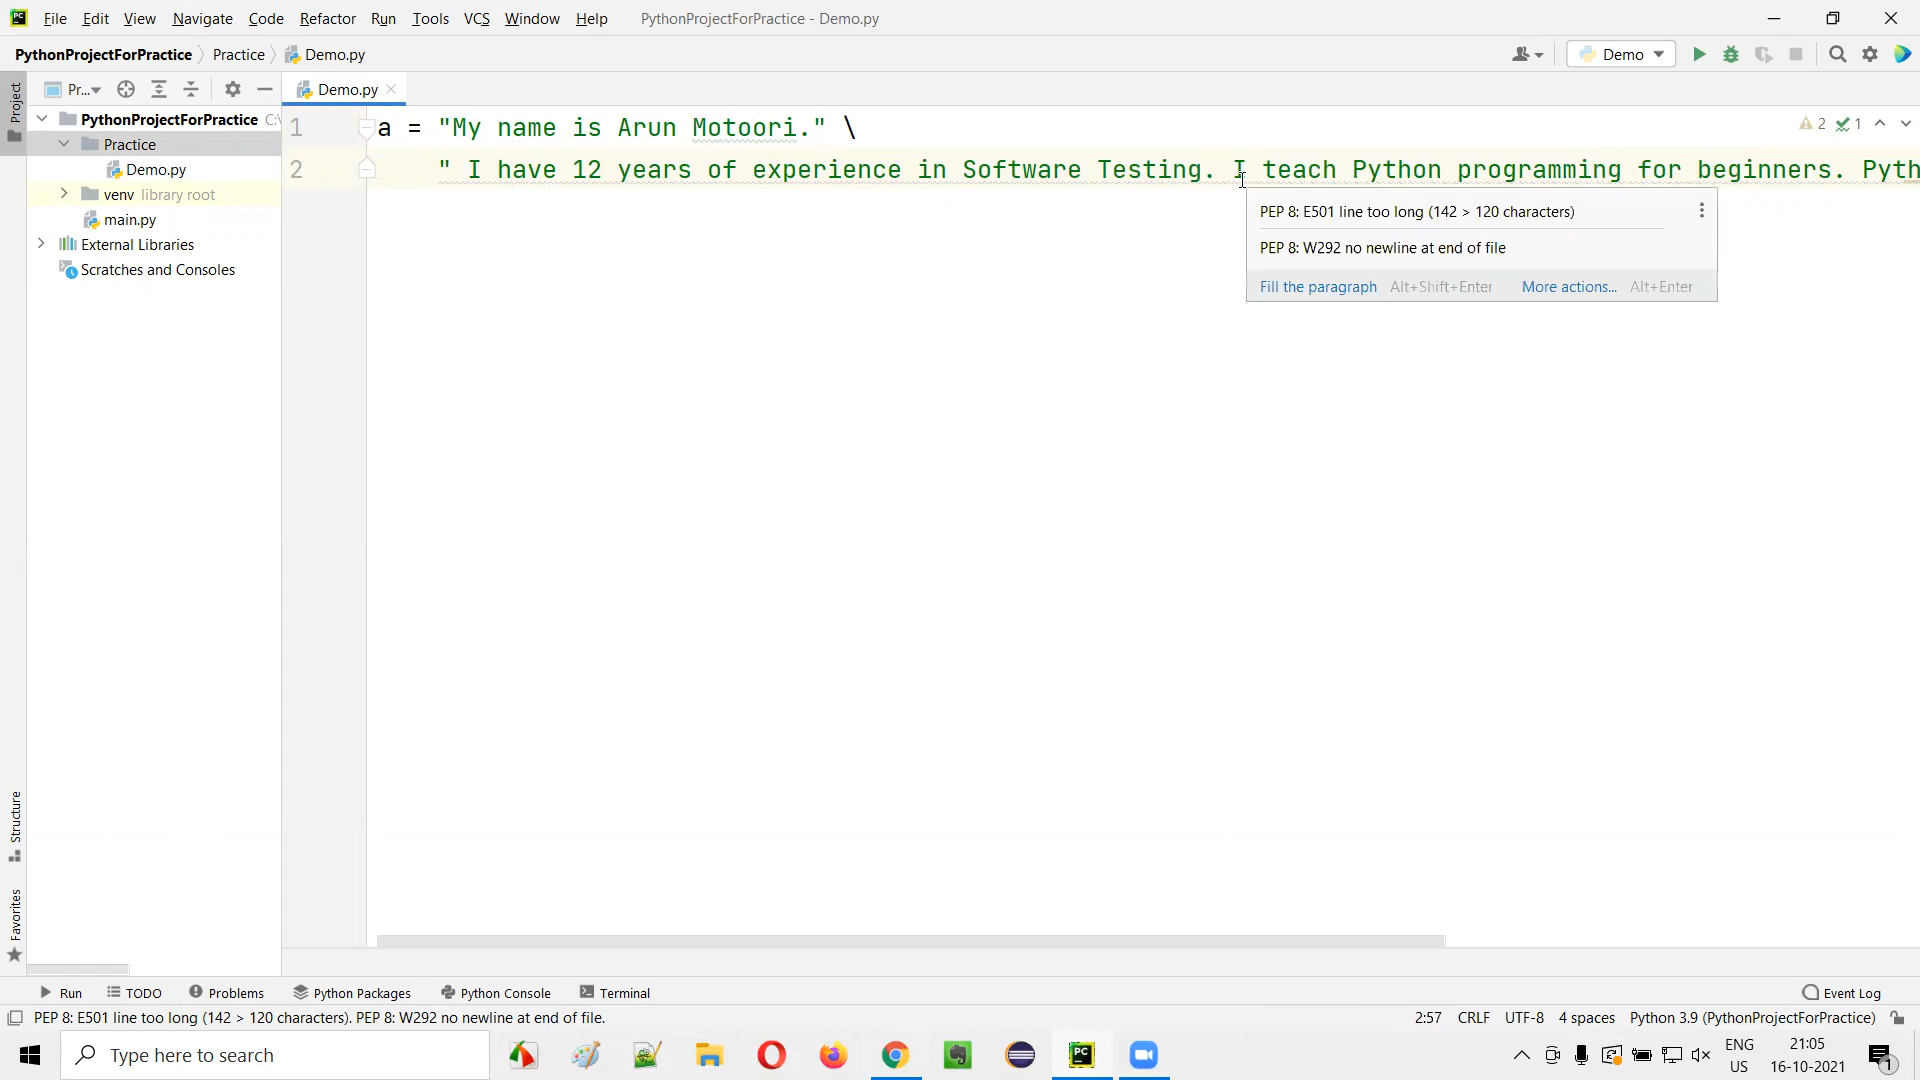 File Edit View Navigate Code Refactor Run Tools VCS Window Help PythonProjectForPractice - Demo.py
PythonProjectForPractice Practice Demo.py Demo
Project
Pr... Demo.py
PythonProjectForPractice C:\
Practice
Demo.py
venv library root
main.py
External Libraries
Scratches and Consoles
1 a = "My name is Arun Motoori." \
2 " I have 12 years of experience in Software Testing. I teach Python programming for beginners. Pyth
2 1
PEP 8: E501 line too long (142 > 120 characters)
PEP 8: W292 no newline at end of file
Fill the paragraph Alt+Shift+Enter More actions... Alt+Enter
Structure
Favorites
Run TODO Problems Python Packages Python Console Terminal Event Log
PEP 8: E501 line too long (142 > 120 characters). PEP 8: W292 no newline at end of file. 2:57 CRLF UTF-8 4 spaces Python 3.9 (PythonProjectForPractice)
Type here to search
PC
ENG
US
21:05
16-10-2021
1